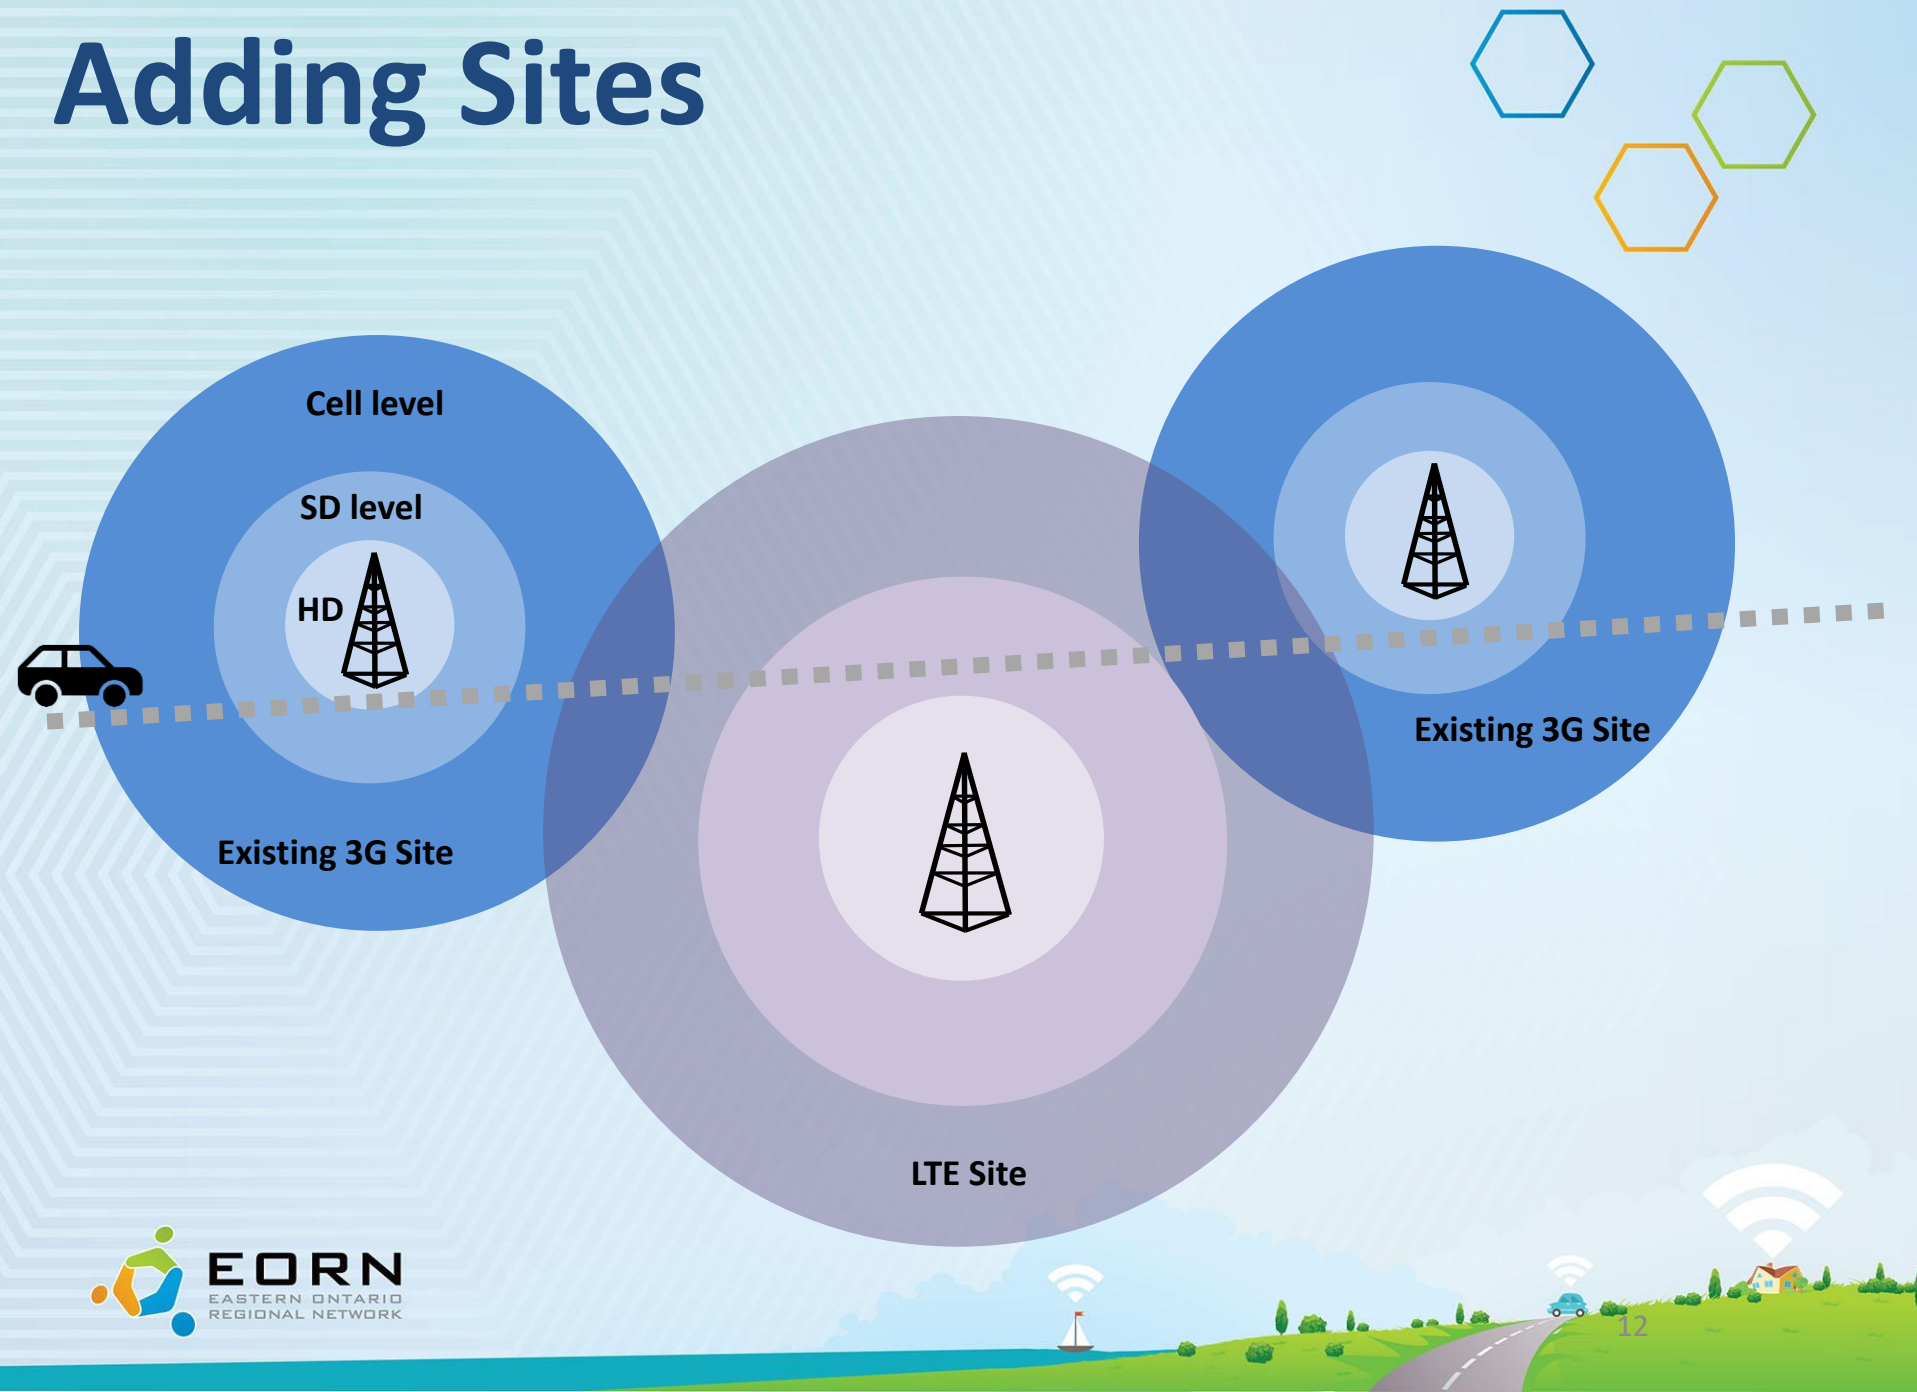 Adding Sites
Cell level
SD level
HD
Existing 3G Site
Existing 3G Site
LTE Site
EORN
EASTERN ONTARIO
REGIONAL NETWORK
12